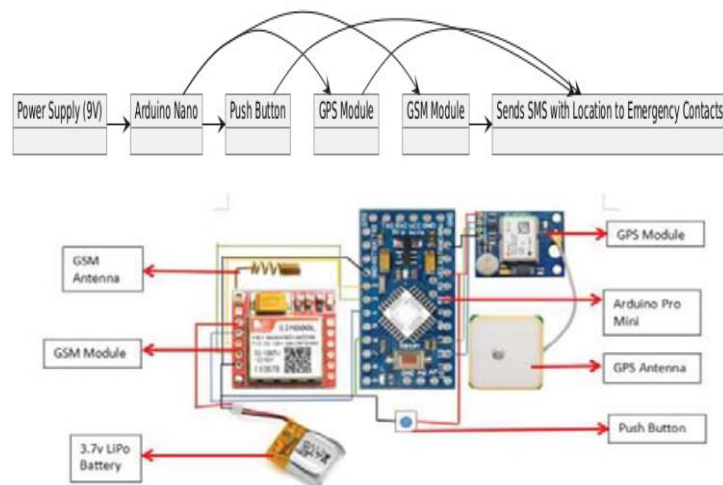 Power Supply (9V)
Arduino Nano
Push Button
GPS Module
GSM Module
Sends SMS with Location to Emergency Contacts
GSM
Antenna
GPS Module
SIM800L
Arduino Pro
Mini
GSM Module
GPS Antenna
3.7v LiPo
Battery
Push Button